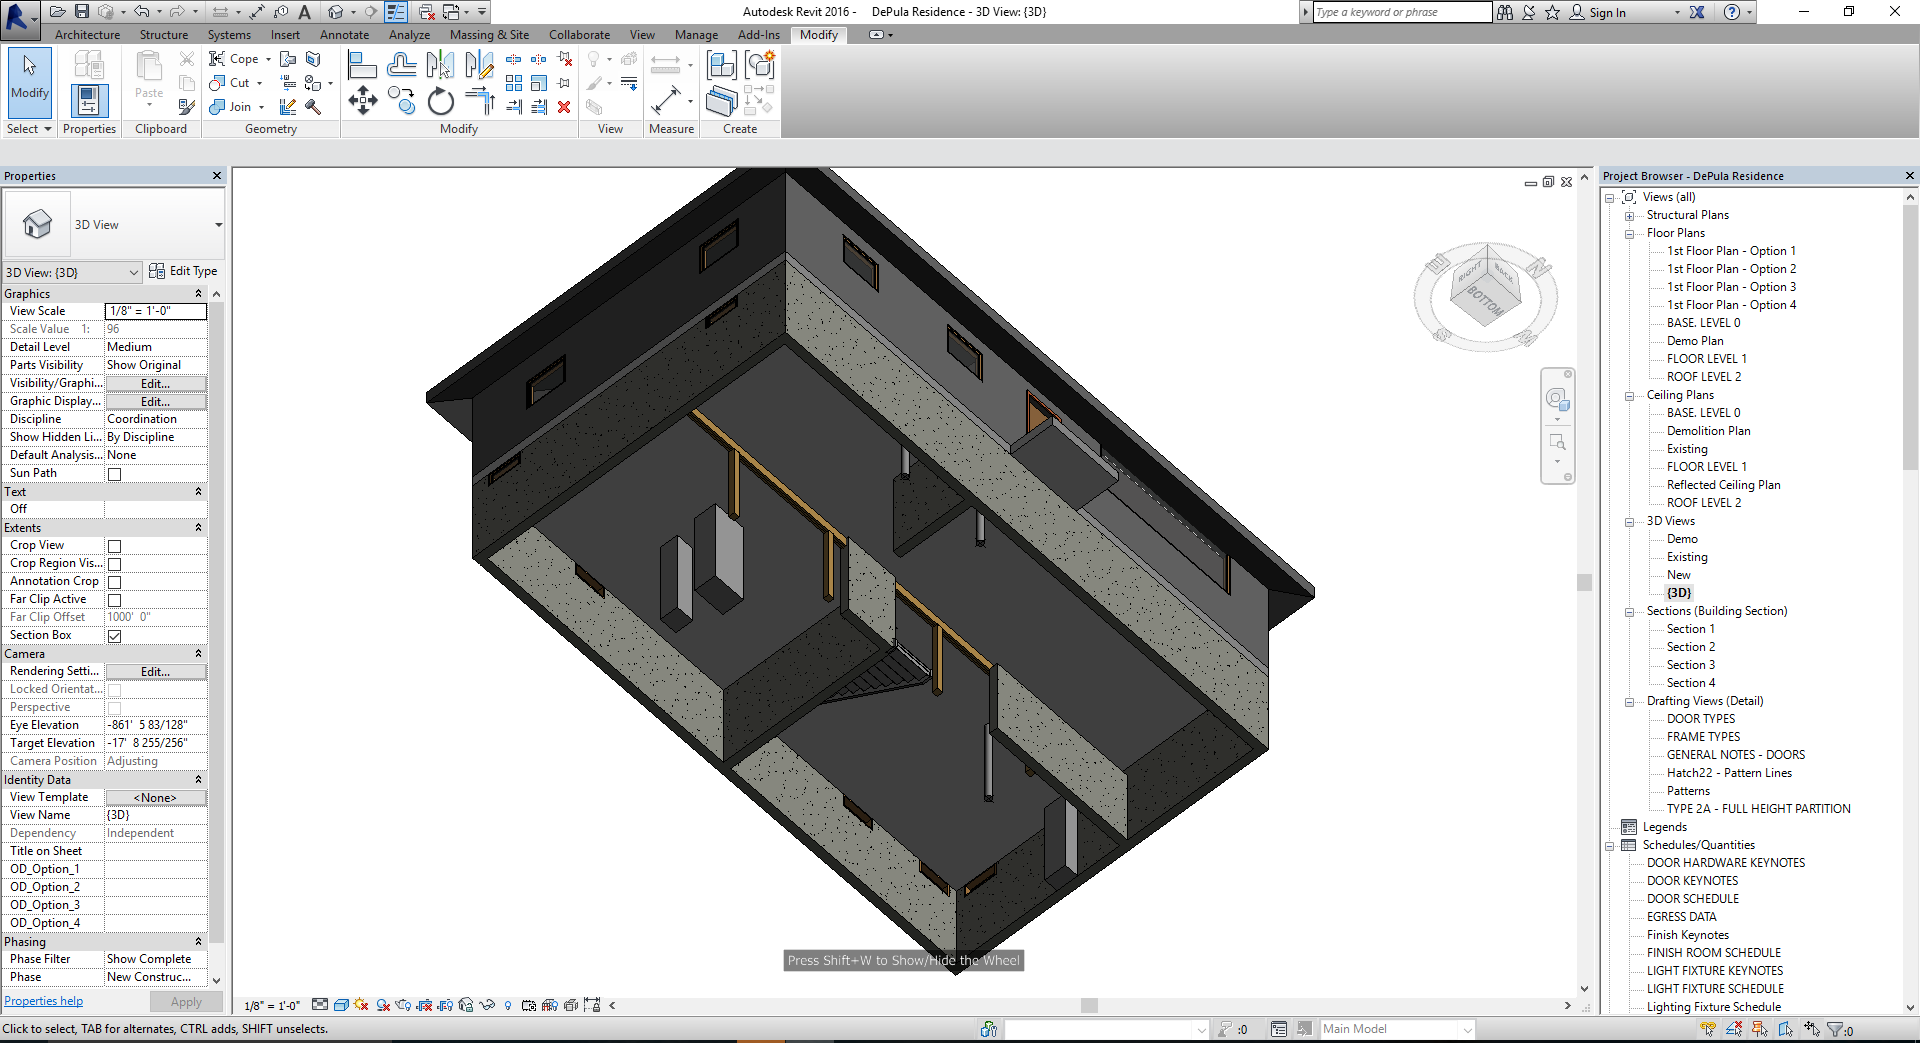 Autodesk Revit 2016 - DePula Residence - 3D View: {3D}
Type a keyword or phrase
Sign In
Architecture Structure Systems Insert Annotate Analyze Massing & Site Collaborate View Manage Add-Ins Modify
Modify
Paste
Cope
Cut
Join
Select
Properties
Clipboard
Geometry
Modify
View
Measure
Create
Properties
3D View
3D View: {3D} Edit Type
Graphics
View Scale 1/8" = 1'-0"
Scale Value 1: 96
Detail Level Medium
Parts Visibility Show Original
Visibility/Graphi... Edit...
Graphic Display... Edit...
Discipline Coordination
Show Hidden Li... By Discipline
Default Analysis... None
Sun Path
Text
Off
Extents
Crop View
Crop Region Vis...
Annotation Crop
Far Clip Active
Far Clip Offset 1000' 0"
Section Box
Camera
Rendering Setti... Edit...
Locked Orientat...
Perspective
Eye Elevation -861' 5 83/128"
Target Elevation -17' 8 255/256"
Camera Position Adjusting
Identity Data
View Template <None>
View Name {3D}
Dependency Independent
Title on Sheet
OD_Option_1
OD_Option_2
OD_Option_3
OD_Option_4
Phasing
Phase Filter Show Complete
Phase New Construc...
Properties help Apply
RIGHT
BACK
BOTTOM
E
N
S
W
Press Shift+W to Show/Hide the Wheel
1/8" = 1'-0"
Project Browser - DePula Residence
Views (all)
Structural Plans
Floor Plans
1st Floor Plan - Option 1
1st Floor Plan - Option 2
1st Floor Plan - Option 3
1st Floor Plan - Option 4
BASE. LEVEL 0
Demo Plan
FLOOR LEVEL 1
ROOF LEVEL 2
Ceiling Plans
BASE. LEVEL 0
Demolition Plan
Existing
FLOOR LEVEL 1
Reflected Ceiling Plan
ROOF LEVEL 2
3D Views
Demo
Existing
New
{3D}
Sections (Building Section)
Section 1
Section 2
Section 3
Section 4
Drafting Views (Detail)
DOOR TYPES
FRAME TYPES
GENERAL NOTES - DOORS
Hatch22 - Pattern Lines
Patterns
TYPE 2A - FULL HEIGHT PARTITION
Legends
Schedules/Quantities
DOOR HARDWARE KEYNOTES
DOOR KEYNOTES
DOOR SCHEDULE
EGRESS DATA
Finish Keynotes
FINISH ROOM SCHEDULE
LIGHT FIXTURE KEYNOTES
LIGHT FIXTURE SCHEDULE
Lighting Fixture Schedule
Click to select, TAB for alternates, CTRL adds, SHIFT unselects.
:0
Main Model
:0